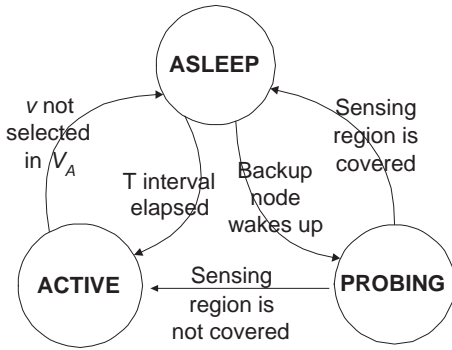 ASLEEP
v not
selected
in V_A
Sensing
region is
covered
T interval
elapsed
Backup
node
wakes up
ACTIVE
Sensing
region is
not covered
PROBING